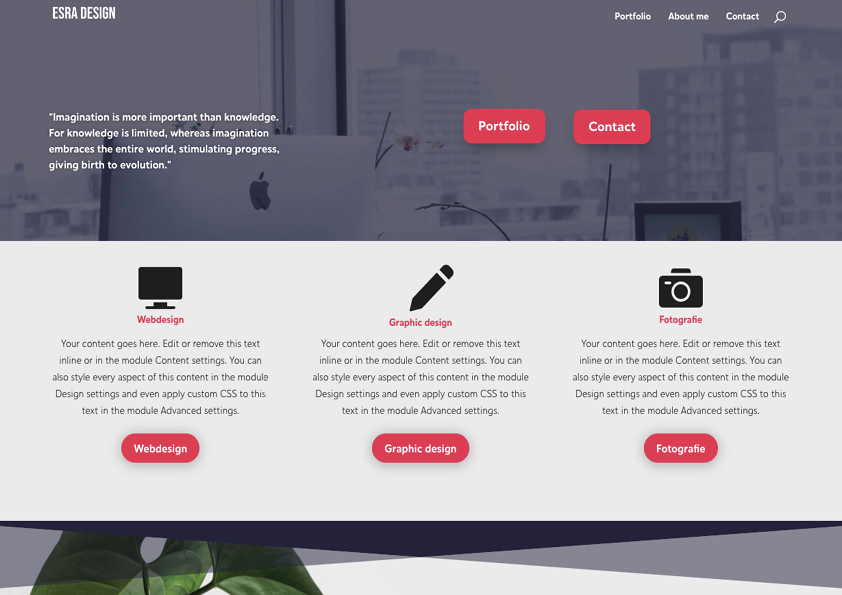 ESRA DESIGN
Portfolio About me Contact
"Imagination is more important than knowledge.
For knowledge is limited, whereas imagination
embraces the entire world, stimulating progress,
giving birth to evolution."
Portfolio
Contact
Webdesign
Your content goes here. Edit or remove this text
inline or in the module Content settings. You can
also style every aspect of this content in the module
Design settings and even apply custom CSS to this
text in the module Advanced settings.
Webdesign
Graphic design
Your content goes here. Edit or remove this text
inline or in the module Content settings. You can
also style every aspect of this content in the module
Design settings and even apply custom CSS to this
text in the module Advanced settings.
Graphic design
Fotografie
Your content goes here. Edit or remove this text
inline or in the module Content settings. You can
also style every aspect of this content in the module
Design settings and even apply custom CSS to this
text in the module Advanced settings.
Fotografie